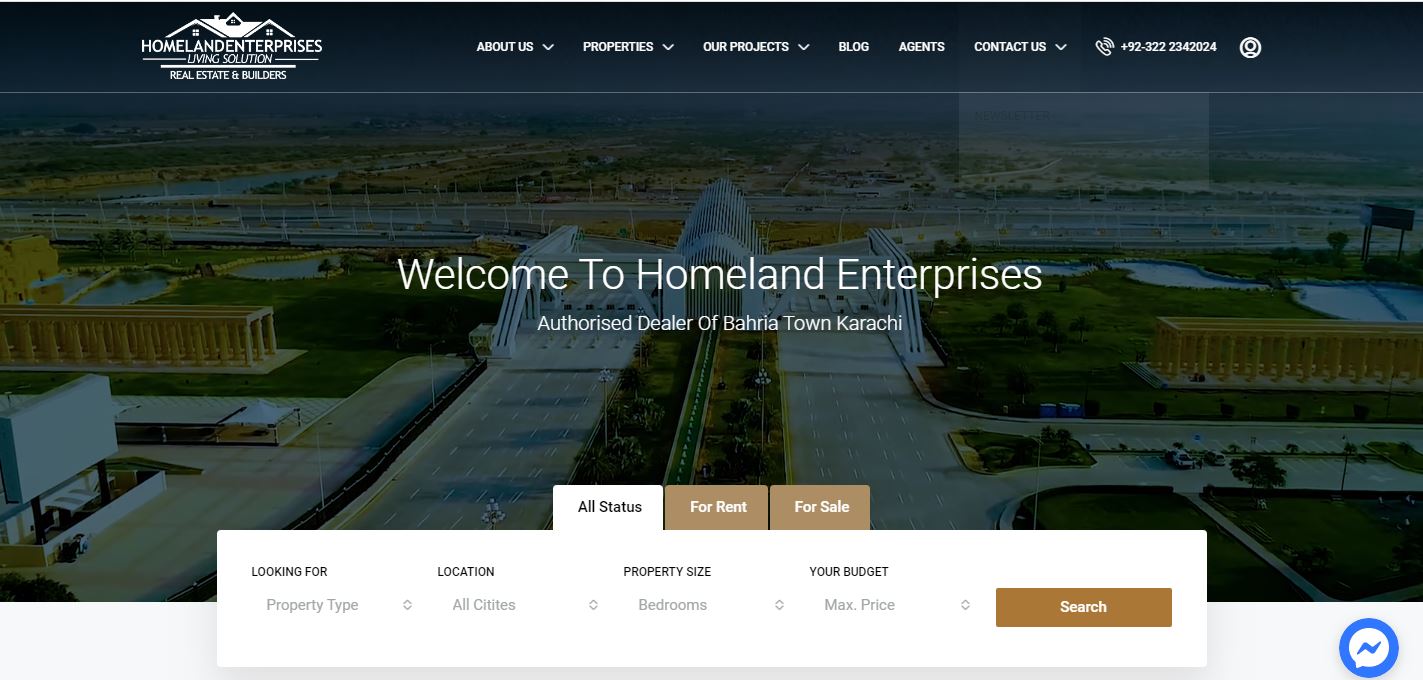 HOMELANDENTERPRISES
LIVING SOLUTION
REAL ESTATE & BUILDERS
ABOUT US
PROPERTIES
OUR PROJECTS
BLOG
AGENTS
CONTACT US
+92-322 2342024
NEWSLETTER
Welcome To Homeland Enterprises
Authorised Dealer Of Bahria Town Karachi
All Status
For Rent
For Sale
LOOKING FOR
LOCATION
PROPERTY SIZE
YOUR BUDGET
Property Type
All Citites
Bedrooms
Max. Price
Search